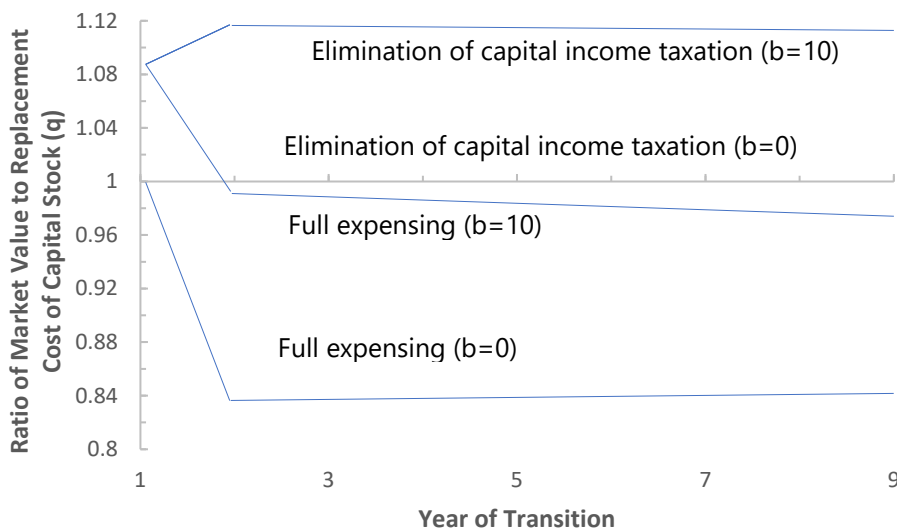 Ratio of Market Value to Replacement
Cost of Capital Stock (q)
1.12
1.08
1.04
1
0.96
0.92
0.88
0.84
0.8
Elimination of capital income taxation (b=10)
Elimination of capital income taxation (b=0)
Full expensing (b=10)
Full expensing (b=0)
1 3 5 7 9
Year of Transition